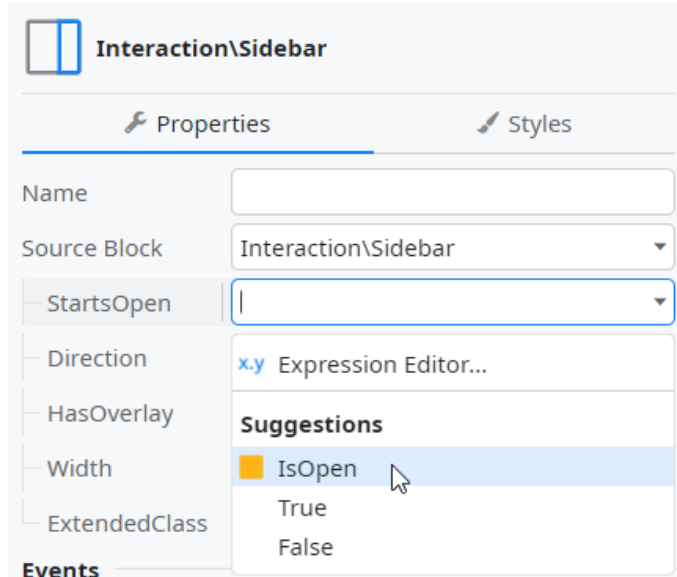 Interaction\Sidebar
Properties
Styles
Name
Source Block
Interaction\Sidebar
StartsOpen
Direction
x.y Expression Editor...
HasOverlay
Suggestions
Width
IsOpen
True
ExtendedClass
False
Events